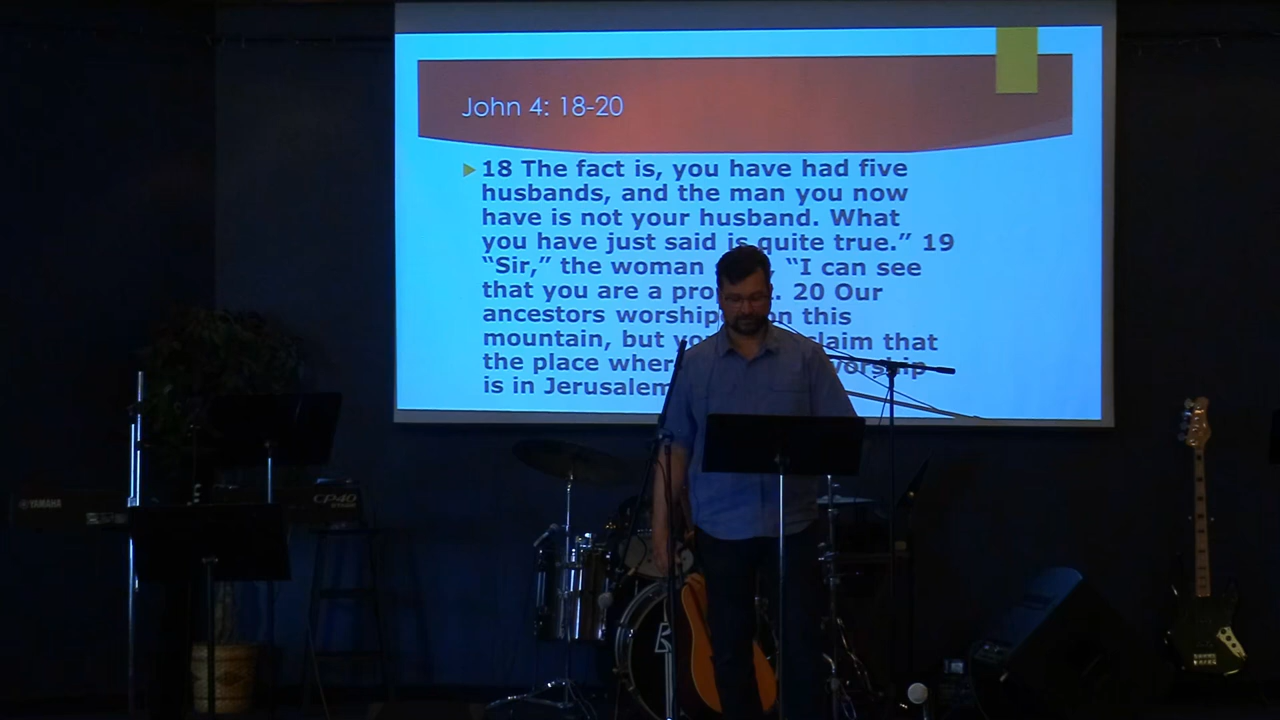 John 4: 18-20
18 The fact is, you have had five
husbands, and the man you now
have is not your husband. What
you have just said is quite true.” 19
“Sir,” the woman “I can see
that you are a 20 Our
ancestors on this
mountain, but claim that
the place worship
is in Jerusalem
YAMAHA
CP40